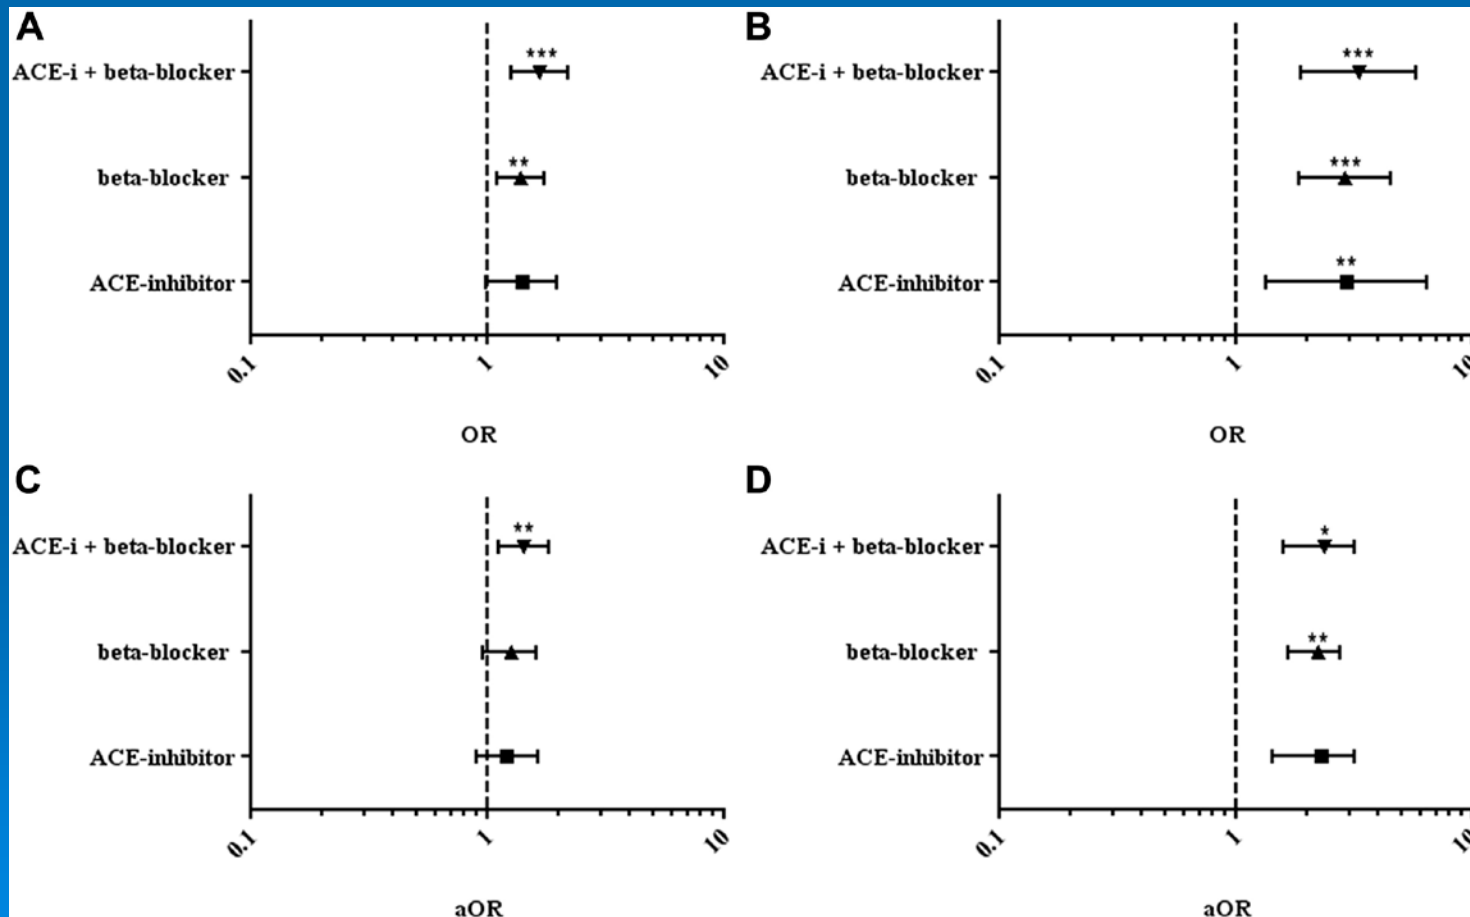 A
B
ACE-i + beta-blocker
***
ACE-i + beta-blocker
***
beta-blocker
**
beta-blocker
***
ACE-inhibitor
ACE-inhibitor
**
0.1
1
10
0.1
1
10
OR
OR
C
D
ACE-i + beta-blocker
**
ACE-i + beta-blocker
*
beta-blocker
beta-blocker
**
ACE-inhibitor
ACE-inhibitor
0.1
1
10
0.1
1
10
aOR
aOR